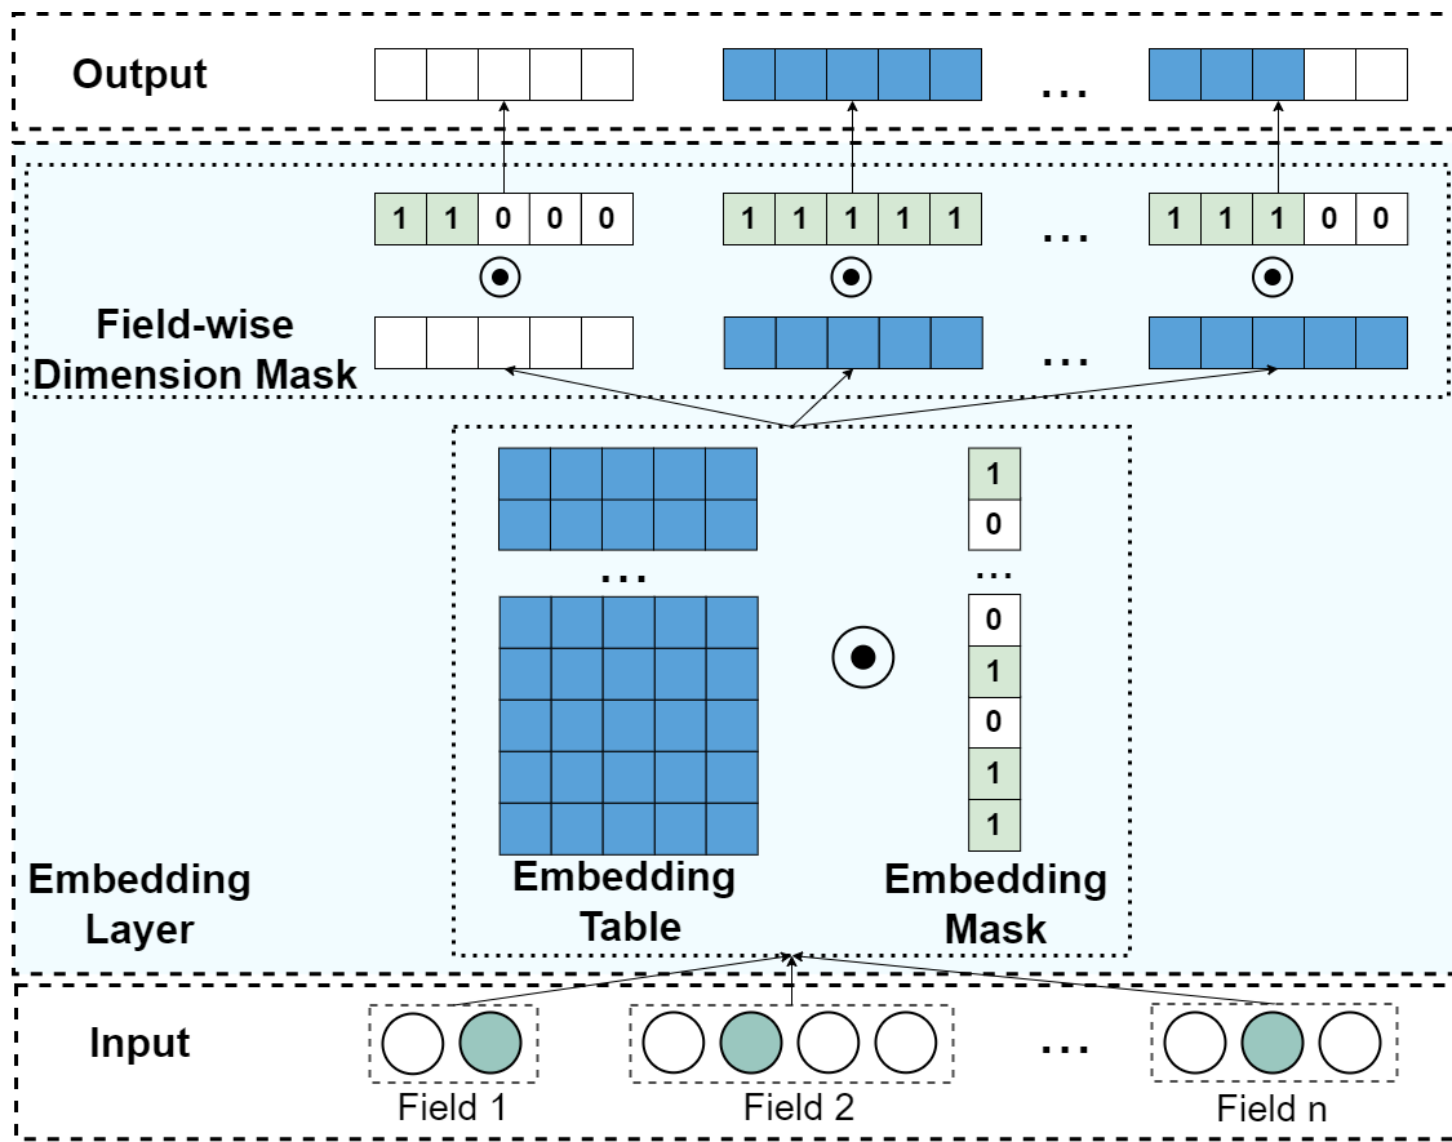 Output
...
1 1 0 0 0
1 1 1 1 1
...
1 1 1 0 0
Field-wise
Dimension Mask
...
1
0
...
...
0
1
0
1
1
Embedding
Table
Embedding
Mask
Embedding
Layer
Input
...
Field 1
Field 2
Field n